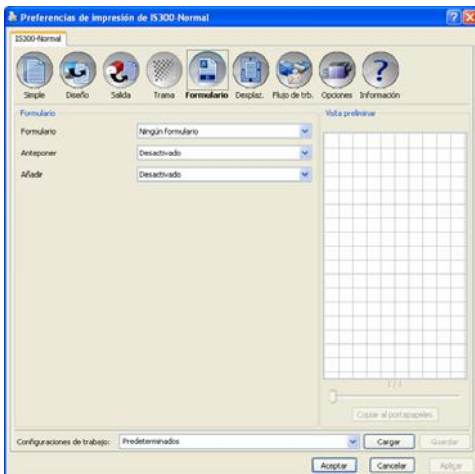 Preferencias de impresión de IS300-Normal
IS300-Normal
Simple Diseño Salida Trama Formulario Desplaz. Flujo de trb. Opciones Información
Formulario
Vista preliminar
Formulario Ningún formulario
Anteponer Desactivado
Añadir Desactivado
1 / 1
Copiar al portapapeles
Configuraciones de trabajo: Predeterminados Cargar Guardar
Aceptar Cancelar Aplicar